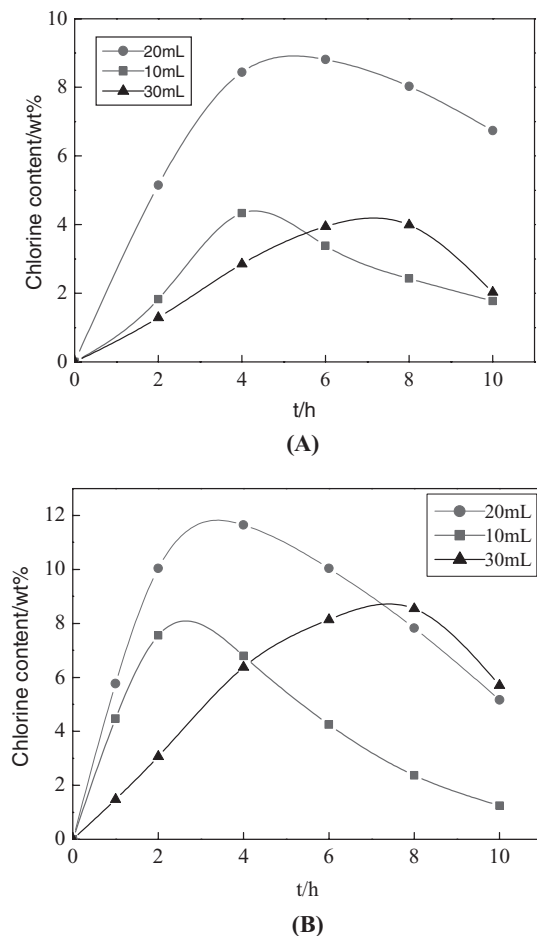 10
8
6
4
2
0
Chlorine content/wt%
20mL
10mL
30mL
0 2 4 6 8 10
t/h
(A)
12
10
8
6
4
2
0
Chlorine content/wt%
20mL
10mL
30mL
0 2 4 6 8 10
t/h
(B)